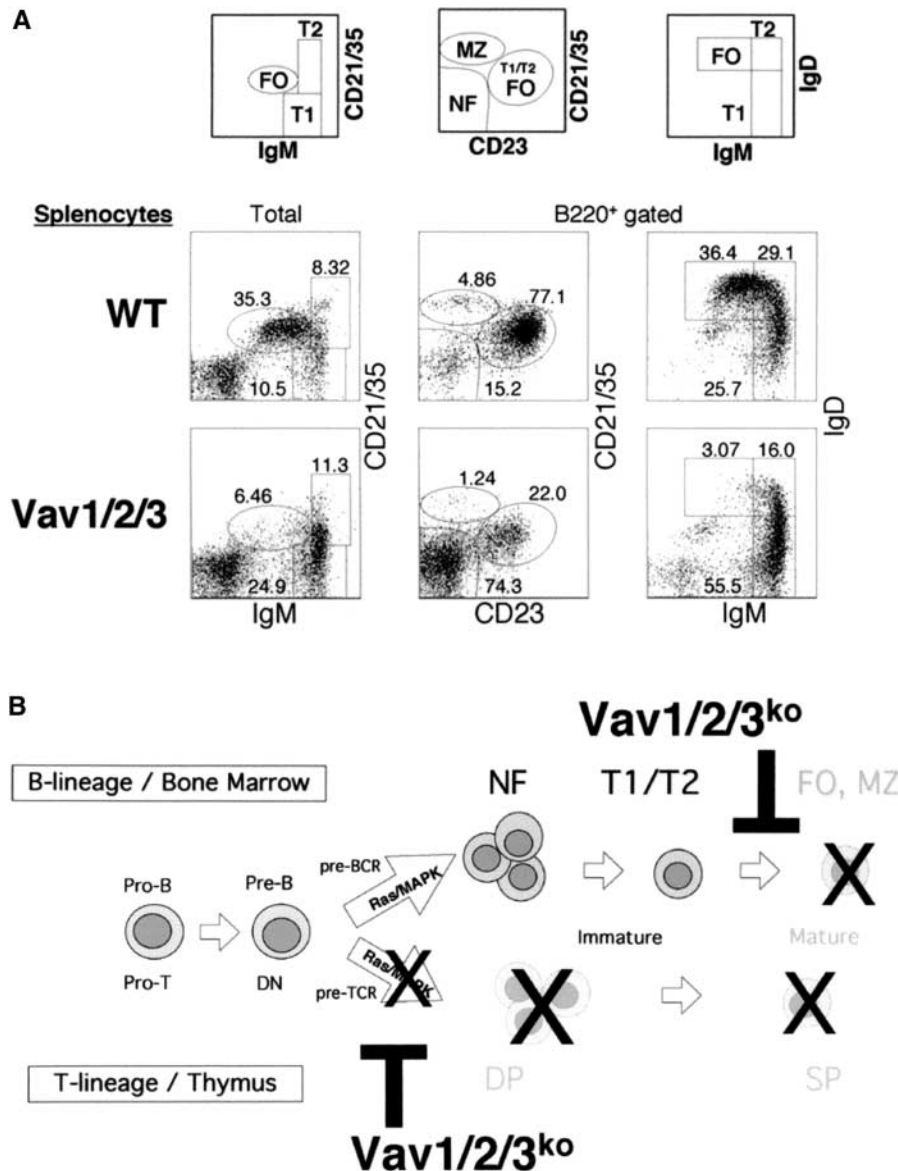 A
T2
FO
T1
CD21/35
IgM
MZ
T1/T2
FO
NF
CD21/35
CD23
T2
FO
T1
IgD
IgM
Splenocytes
Total
B220+ gated
WT
8.32
35.3
10.5
CD21/35
4.86
77.1
15.2
CD21/35
36.4
29.1
25.7
IgD
Vav1/2/3
11.3
6.46
24.9
IgM
1.24
22.0
74.3
CD23
3.07
16.0
55.5
IgM
B
Vav1/2/3ko
B-lineage / Bone Marrow
NF
T1/T2
FO, MZ
Pro-B
Pre-B
pre-BCR
Ras/MAPK
Pro-T
DN
pre-TCR
Ras/MAPK
Immature
Mature
T-lineage / Thymus
DP
SP
Vav1/2/3ko